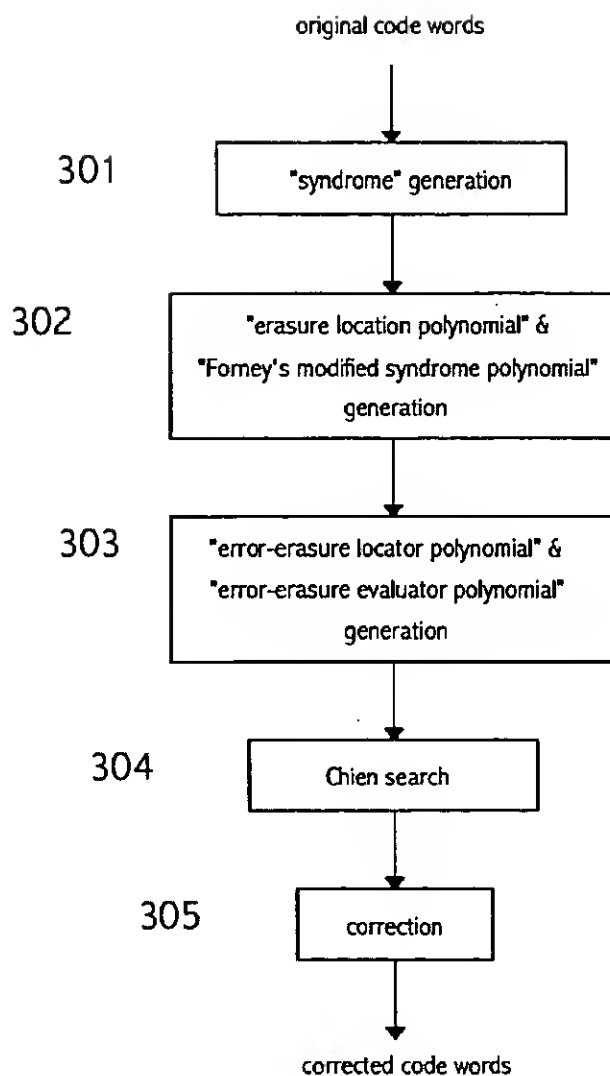 original code words
301
"syndrome" generation
302
"erasure location polynomial" &
"Forney's modified syndrome polynomial"
generation
303
"error-erasure locator polynomial" &
"error-erasure evaluator polynomial"
generation
304
Chien search
305
correction
corrected code words